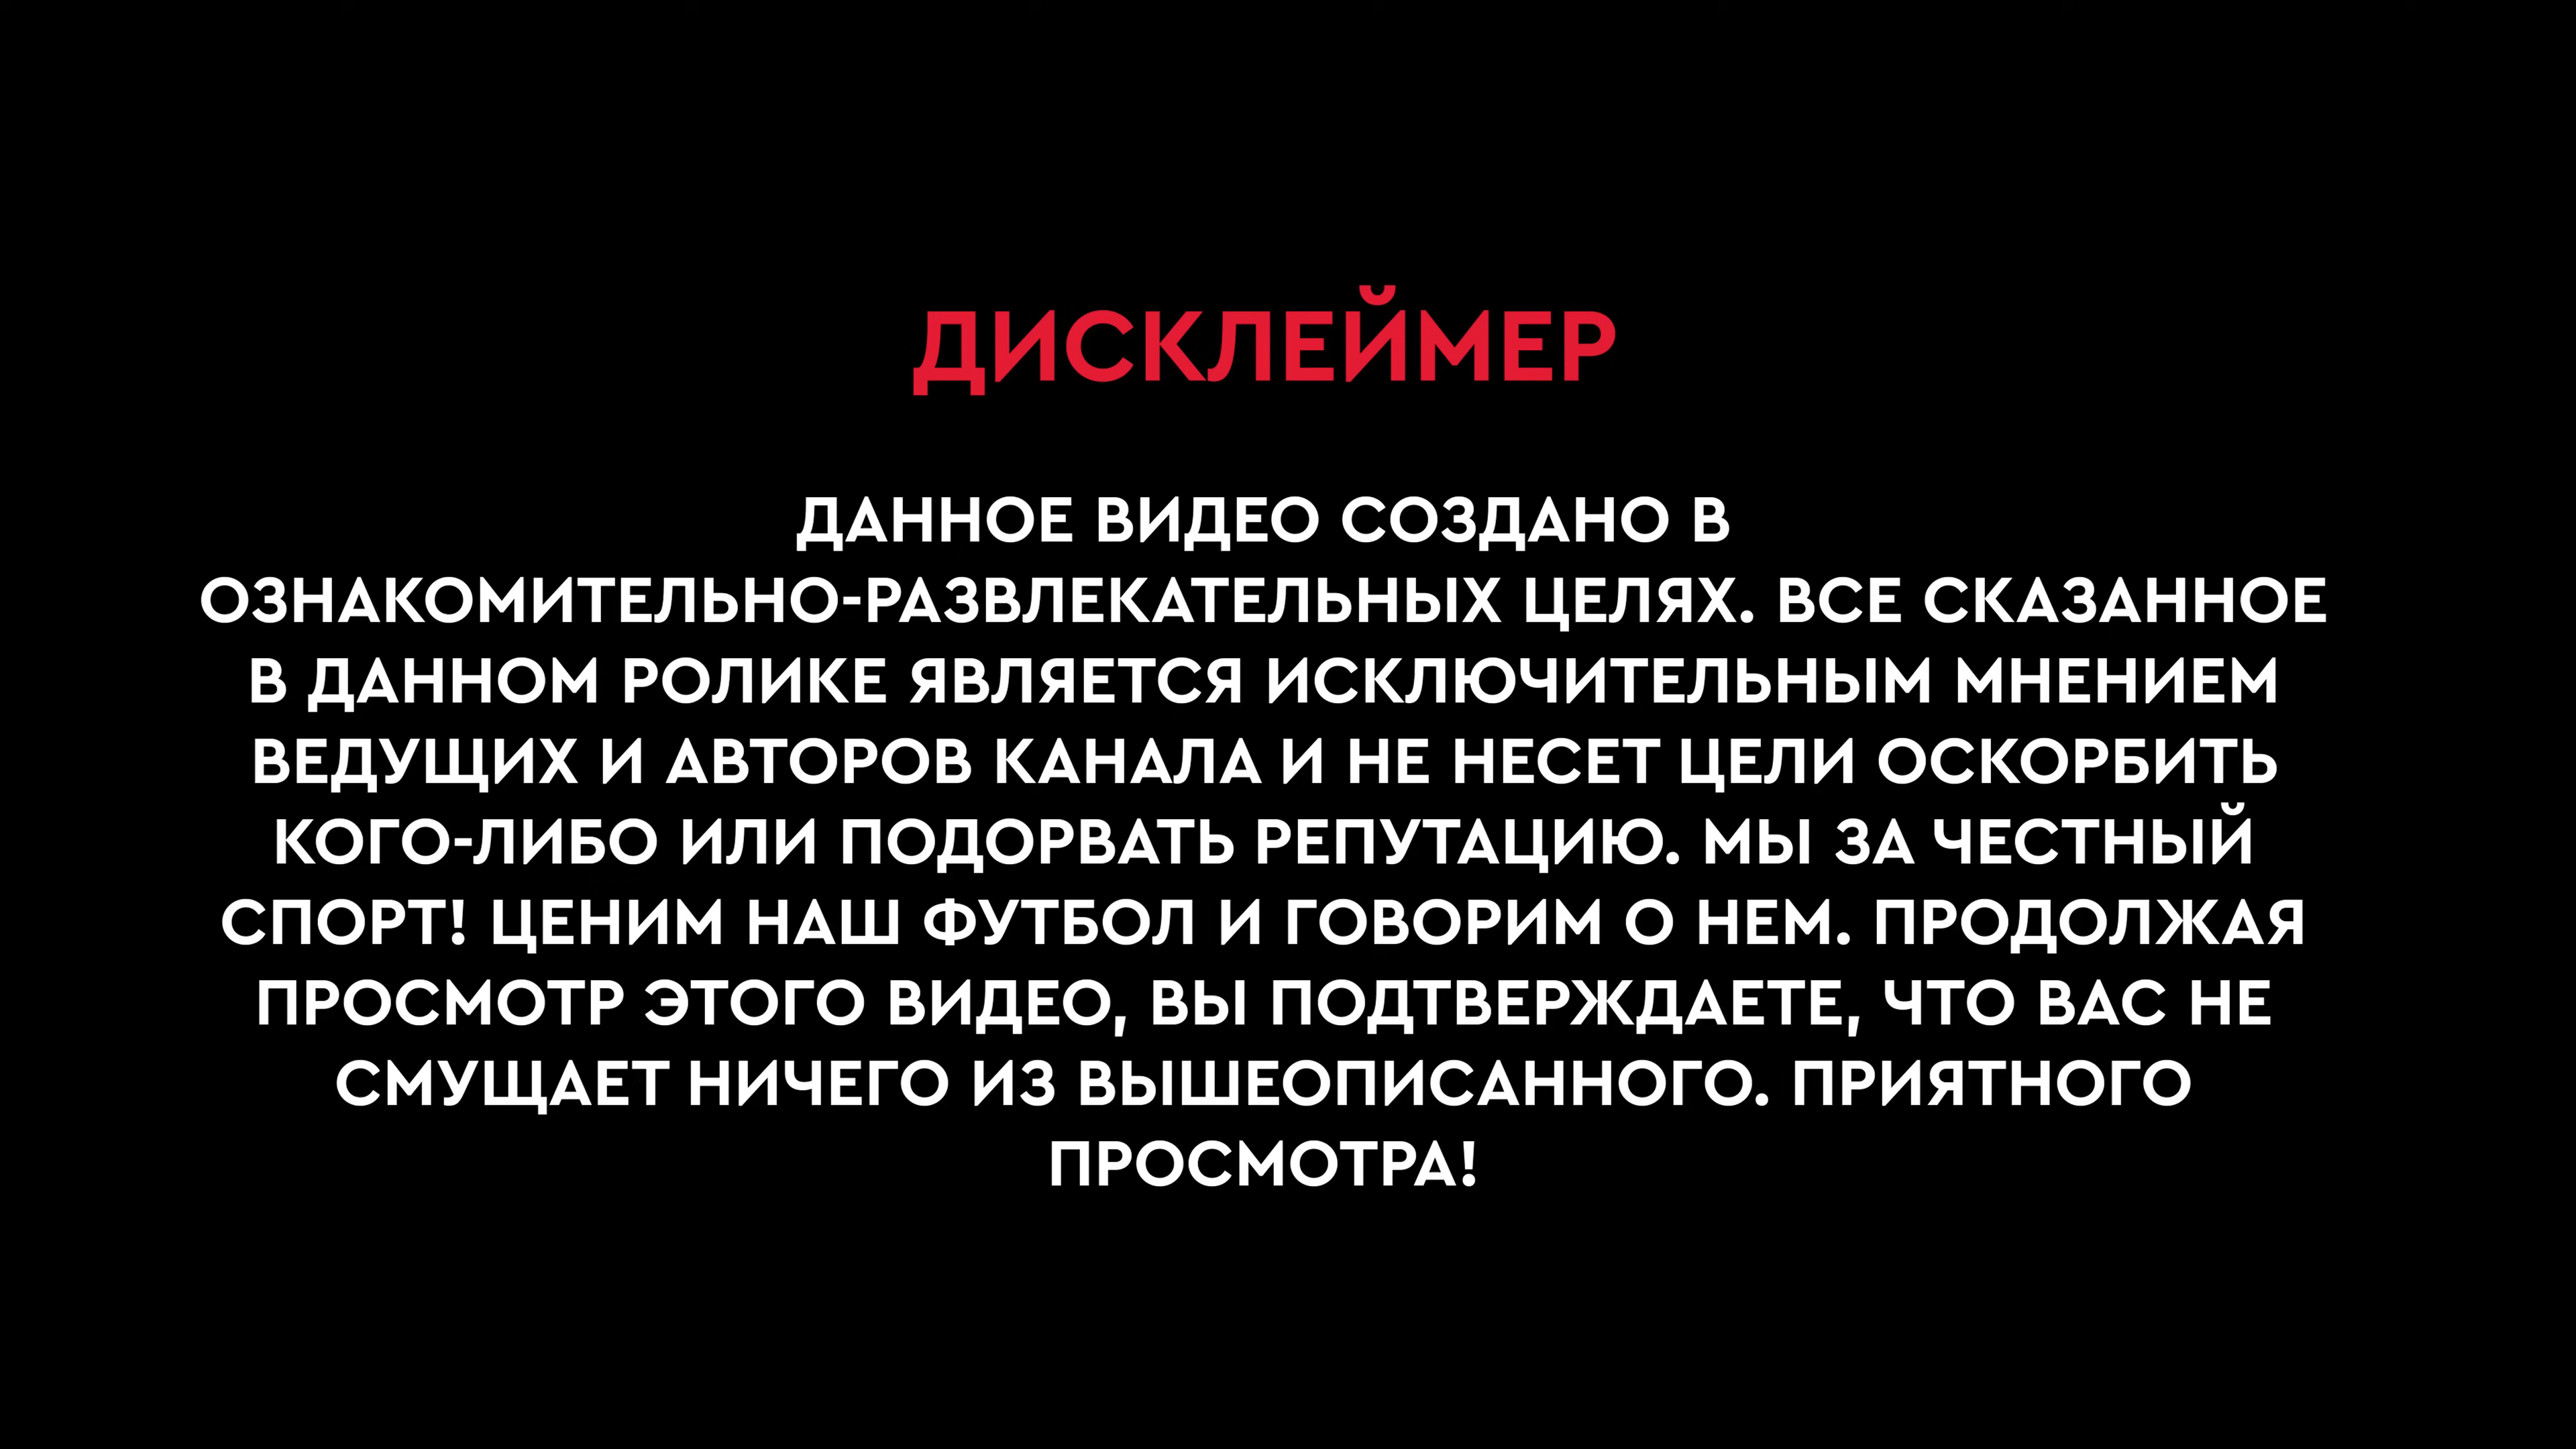 ДИСКЛЕЙМЕР
ДАННОЕ ВИДЕО СОЗДАНО В
ОЗНАКОМИТЕЛЬНО-РАЗВЛЕКАТЕЛЬНЫХ ЦЕЛЯХ. ВСЕ СКАЗАННОЕ
В ДАННОМ РОЛИКЕ ЯВЛЯЕТСЯ ИСКЛЮЧИТЕЛЬНЫМ МНЕНИЕМ
ВЕДУЩИХ И АВТОРОВ КАНАЛА И НЕ НЕСЕТ ЦЕЛИ ОСКОРБИТЬ
КОГО-ЛИБО ИЛИ ПОДОРВАТЬ РЕПУТАЦИЮ. МЫ ЗА ЧЕСТНЫЙ
СПОРТ! ЦЕНИМ НАШ ФУТБОЛ И ГОВОРИМ О НЕМ. ПРОДОЛЖАЯ
ПРОСМОТР ЭТОГО ВИДЕО, ВЫ ПОДТВЕРЖДАЕТЕ, ЧТО ВАС НЕ
СМУЩАЕТ НИЧЕГО ИЗ ВЫШЕОПИСАННОГО. ПРИЯТНОГО
ПРОСМОТРА!